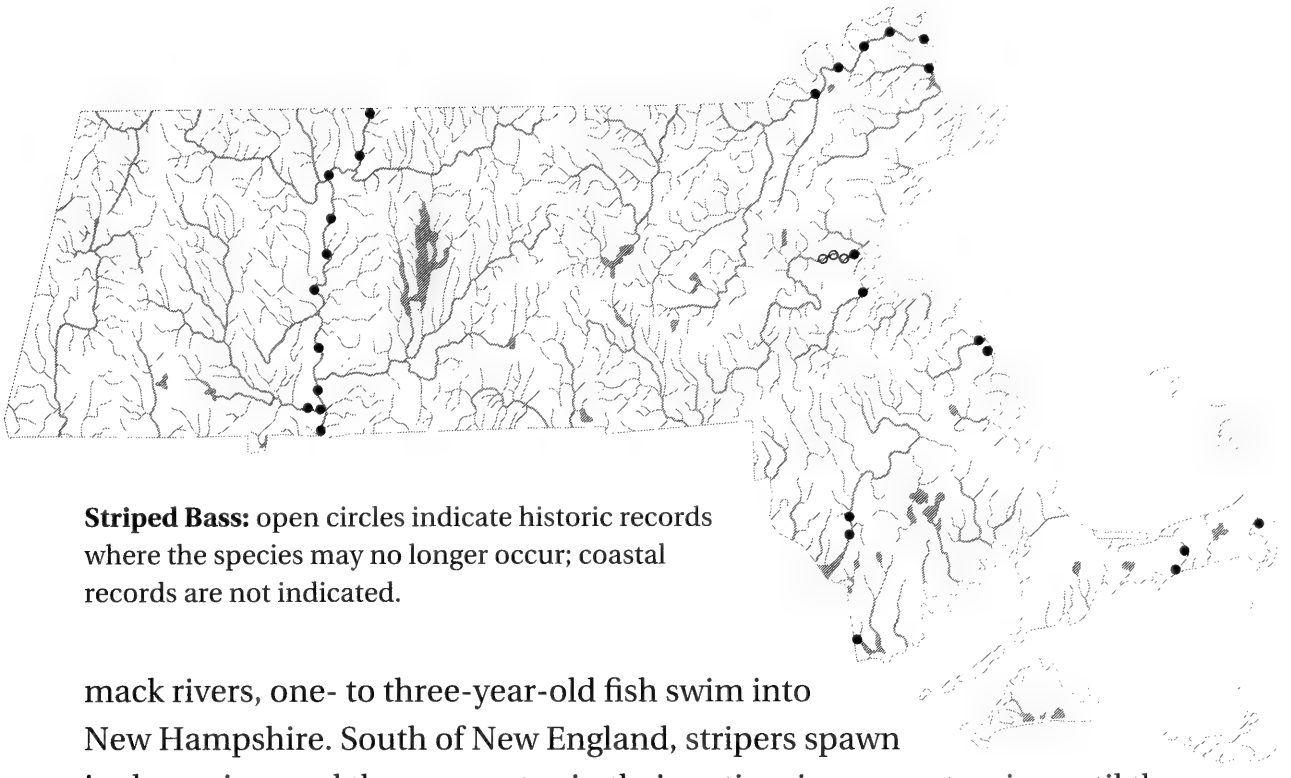 Striped Bass: open circles indicate historic records
where the species may no longer occur; coastal
records are not indicated.
mack rivers, one- to three-year-old fish swim into
New Hampshire. South of New England, stripers spawn